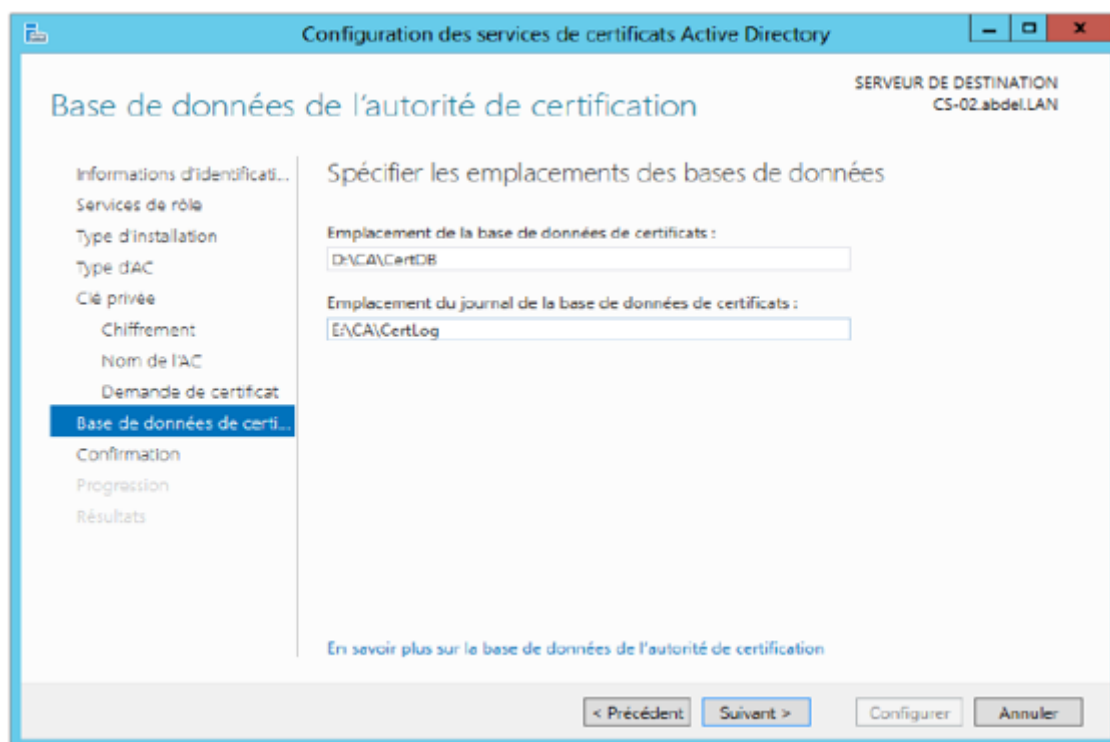 Configuration des services de certificats Active Directory
SERVEUR DE DESTINATION
CS-02.abdel.LAN
Base de données de l'autorité de certification
Informations d'identificati...
Services de rôle
Type d'installation
Type d'AC
Clé privée
Chiffrement
Nom de l'AC
Demande de certificat
Base de données de certi...
Confirmation
Progression
Résultats
Spécifier les emplacements des bases de données
Emplacement de la base de données de certificats :
D:\CA\CertDB
Emplacement du journal de la base de données de certificats :
E:\CA\CertLog
En savoir plus sur la base de données de l'autorité de certification
< Précédent
Suivant >
Configurer
Annuler